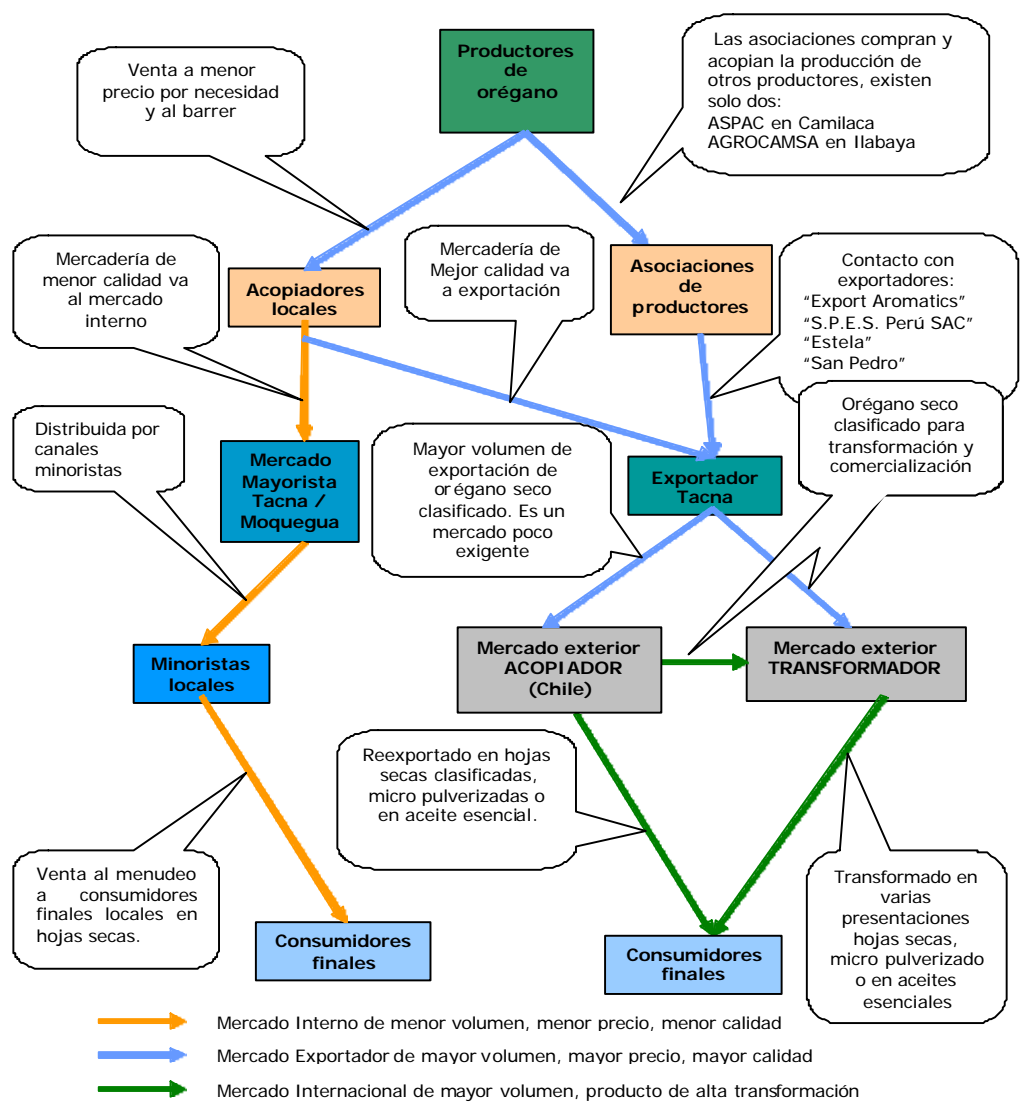 Productores
de
orégano
Venta a menor
precio por necesidad
y al barrer
Las asociaciones compran y
acopian la producción de
otros productores, existen
solo dos:
ASPAC en Camilaca
AGROCAMSA en Ilabaya
Mercadería de
menor calidad va
al mercado
interno
Acopiadores
locales
Mercadería de
Mejor calidad va
a exportación
Asociaciones
de
productores
Contacto con
exportadores:
“Export Aromatics”
“S.P.E.S. Perú SAC”
“Estela”
“San Pedro”
Distribuida por
canales
minoristas
Mercado
Mayorista
Tacna /
Moquegua
Mayor volumen de
exportación de
orégano seco
clasificado. Es un
mercado poco
exigente
Exportador
Tacna
Orégano seco
clasificado para
transformación y
comercialización
Minoristas
locales
Mercado exterior
ACOPIADOR
(Chile)
Mercado exterior
TRANSFORMADOR
Reexportado en hojas
secas clasificadas,
micro pulverizadas o
en aceite esencial.
Venta al menudeo
a consumidores
finales locales en
hojas secas.
Consumidores
finales
Consumidores
finales
Transformado en
varias
presentaciones
hojas secas,
micro pulverizado
o en aceites
esenciales
Mercado Interno de menor volumen, menor precio, menor calidad
Mercado Exportador de mayor volumen, mayor precio, mayor calidad
Mercado Internacional de mayor volumen, producto de alta transformación